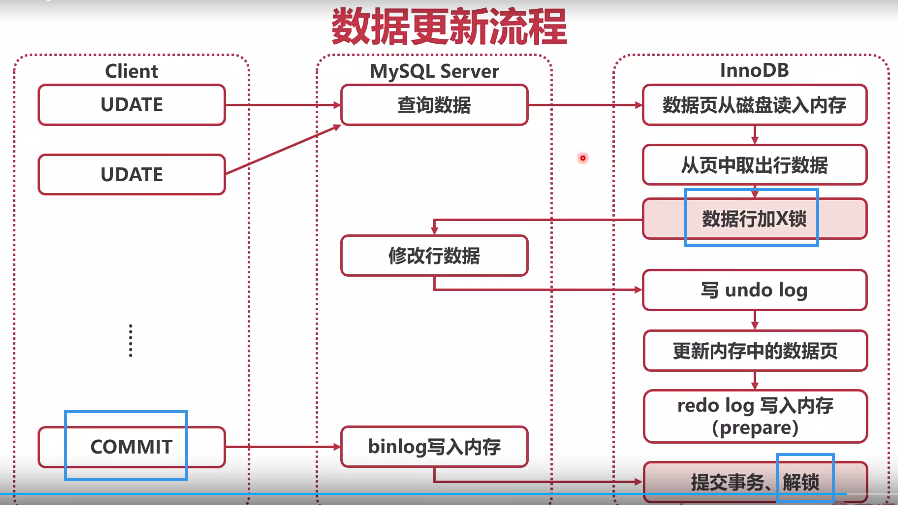 数据更新流程
Client
MySQL Server
InnoDB
UDATE
查询数据
数据页从磁盘读入内存
UDATE
从页中取出行数据
数据行加X锁
修改行数据
写 undo log
更新内存中的数据页
redo log 写入内存
（prepare）
COMMIT
binlog写入内存
提交事务、解锁